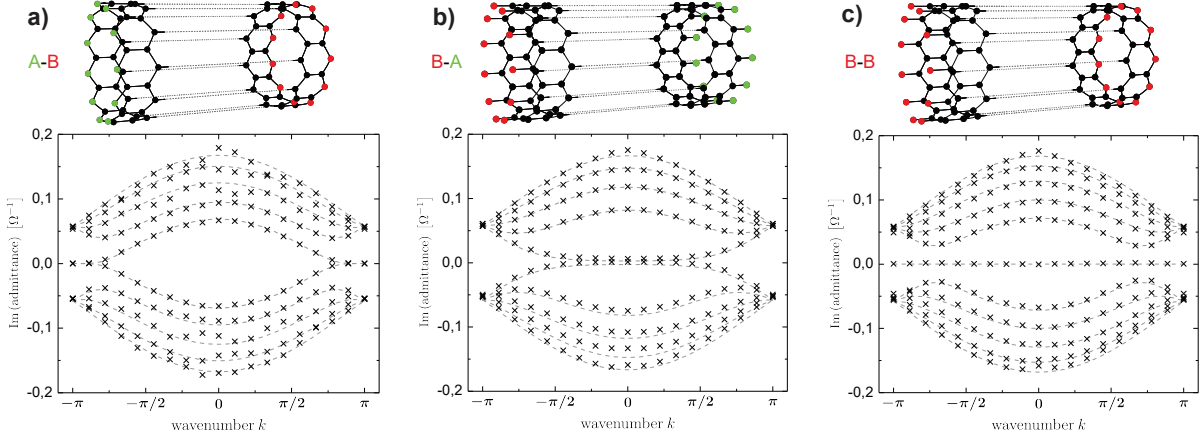 a)
A-B
0,2
0,1
0,0
-0,1
-0,2
Im (admittance) [Ω⁻¹]
−π
−π/2
0
π/2
π
wavenumber k
b)
B-A
0,2
0,1
0,0
-0,1
-0,2
Im (admittance) [Ω⁻¹]
−π
−π/2
0
π/2
π
wavenumber k
c)
B-B
0,2
0,1
0,0
-0,1
-0,2
Im (admittance) [Ω⁻¹]
−π
−π/2
0
π/2
π
wavenumber k